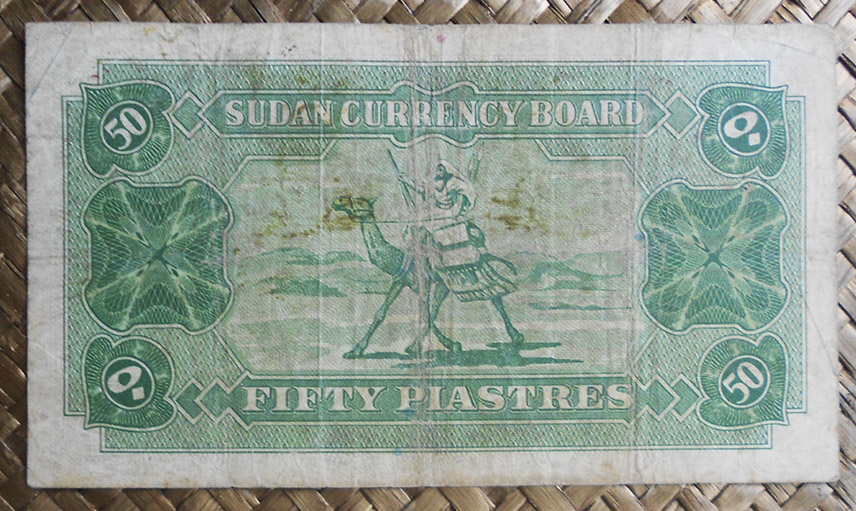 50 SUDAN CURRENCY BOARD ٥٠
٥٠ FIFTY PIASTRES 50